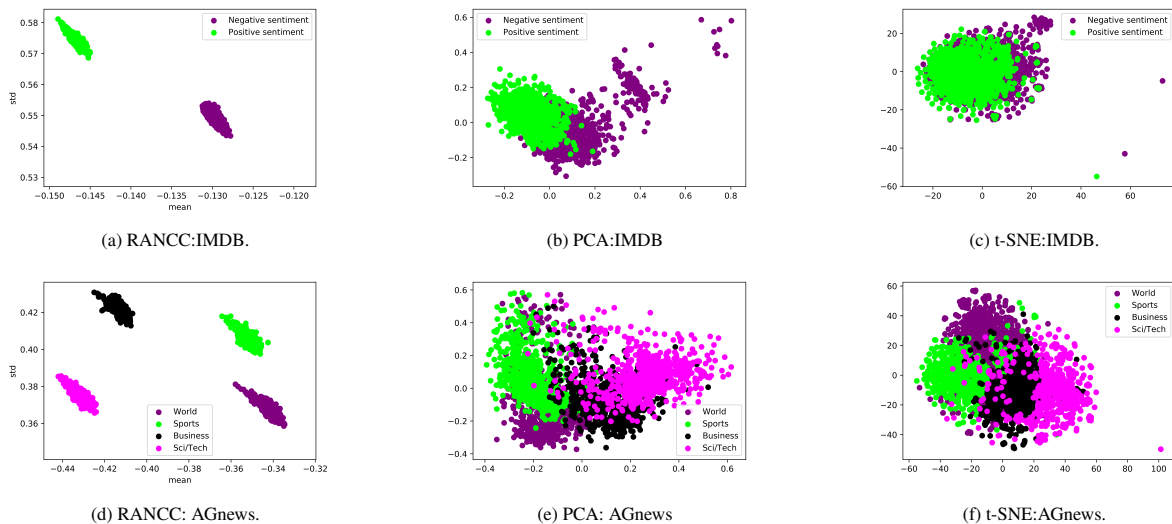 0.58
0.57
0.56
0.55
0.54
0.53
std
−0.150 −0.145 −0.140 −0.135 −0.130 −0.125 −0.120
mean
Negative sentiment
Positive sentiment
(a) RANCC:IMDB.
0.6
0.4
0.2
0.0
−0.2
−0.2 0.0 0.2 0.4 0.6 0.8
Negative sentiment
Positive sentiment
(b) PCA:IMDB
20
0
−20
−40
−60
−20 0 20 40 60
Negative sentiment
Positive sentiment
(c) t-SNE:IMDB.
0.42
0.40
0.38
0.36
std
−0.44 −0.42 −0.40 −0.38 −0.36 −0.34 −0.32
mean
World
Sports
Business
Sci/Tech
(d) RANCC: AGnews.
0.6
0.4
0.2
0.0
−0.2
−0.4
−0.4 −0.2 0.0 0.2 0.4 0.6
World
Sports
Business
Sci/Tech
(e) PCA: AGnews
60
40
20
0
−20
−40
−60 −40 −20 0 20 40 60 80 100
World
Sports
Business
Sci/Tech
(f) t-SNE:AGnews.